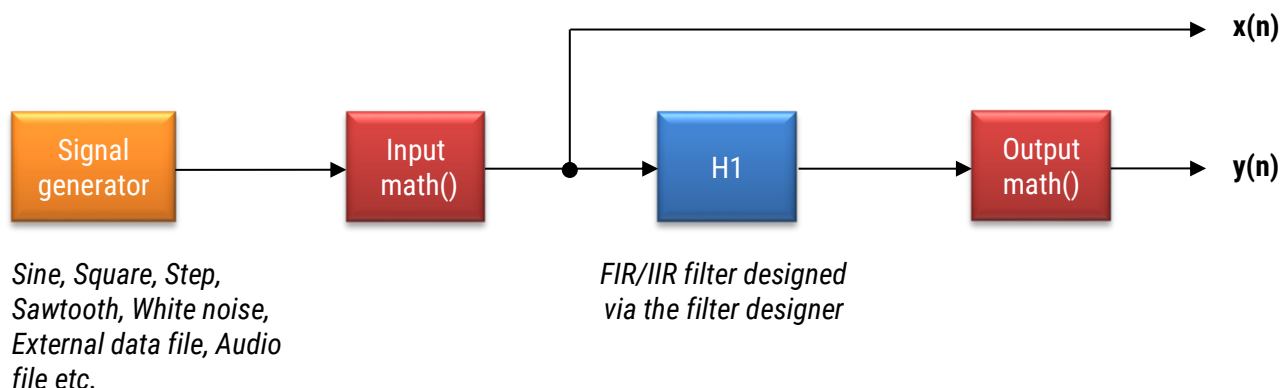 x(n)
Signal
generator
Input
math()
H1
Output
math()
y(n)
Sine, Square, Step,
Sawtooth, White noise,
External data file, Audio
file etc.
FIR/IIR filter designed
via the filter designer